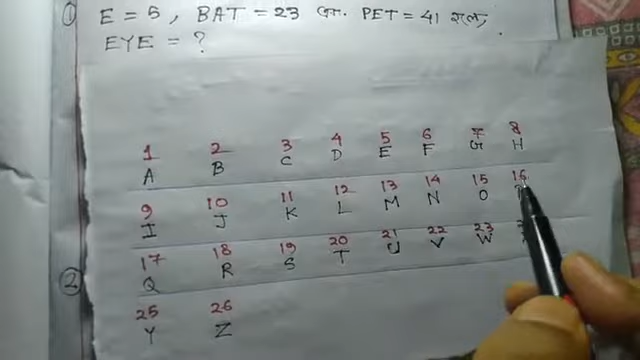 ① E = 5, BAT = 23 এবং PET = 41 হলে,
EYE = ?
1 2 3 4 5 6 7 8
A B C D E F G H
9 10 11 12 13 14 15 16
I J K L M N O
17 18 19 20 21 22 23
Q R S T U V W
②
25 26
Y Z